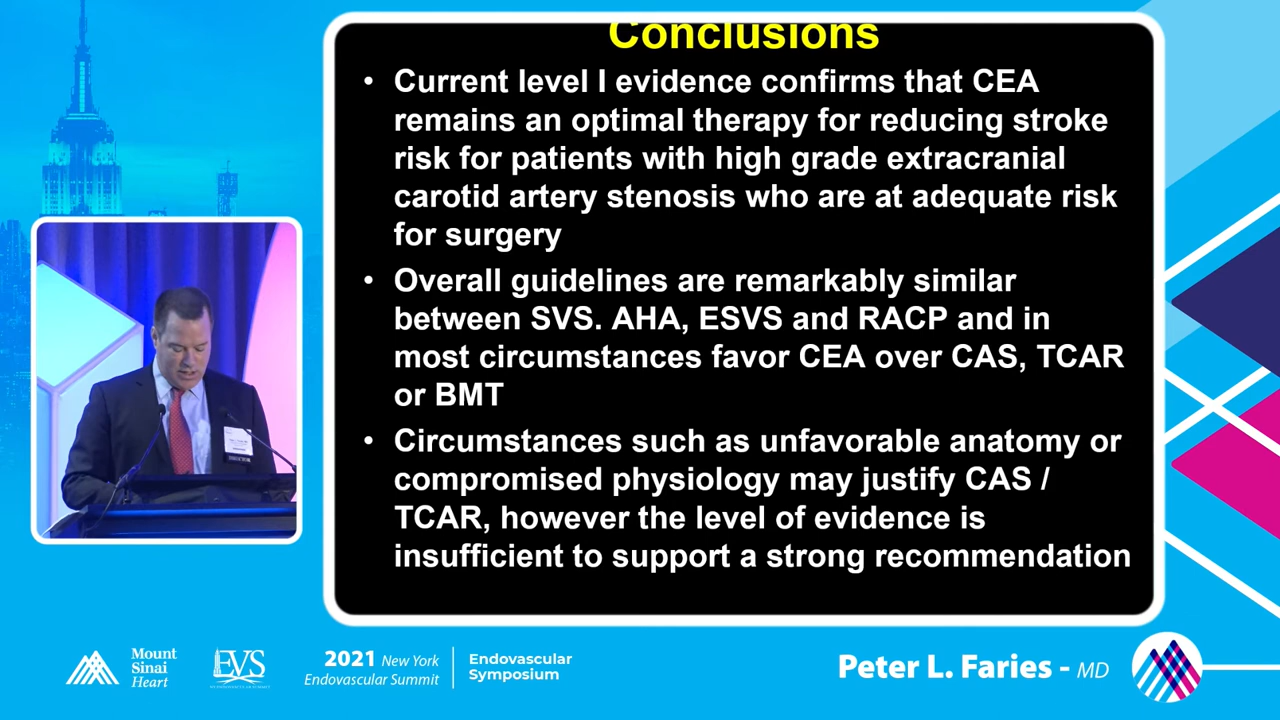 Conclusions
• Current level I evidence confirms that CEA
remains an optimal therapy for reducing stroke
risk for patients with high grade extracranial
carotid artery stenosis who are at adequate risk
for surgery
• Overall guidelines are remarkably similar
between SVS. AHA, ESVS and RACP and in
most circumstances favor CEA over CAS, TCAR
or BMT
• Circumstances such as unfavorable anatomy or
compromised physiology may justify CAS /
TCAR, however the level of evidence is
insufficient to support a strong recommendation
Mount
Sinai
Heart
EVS
2021 New York
Endovascular Summit
Endovascular
Symposium
Peter L. Faries - MD